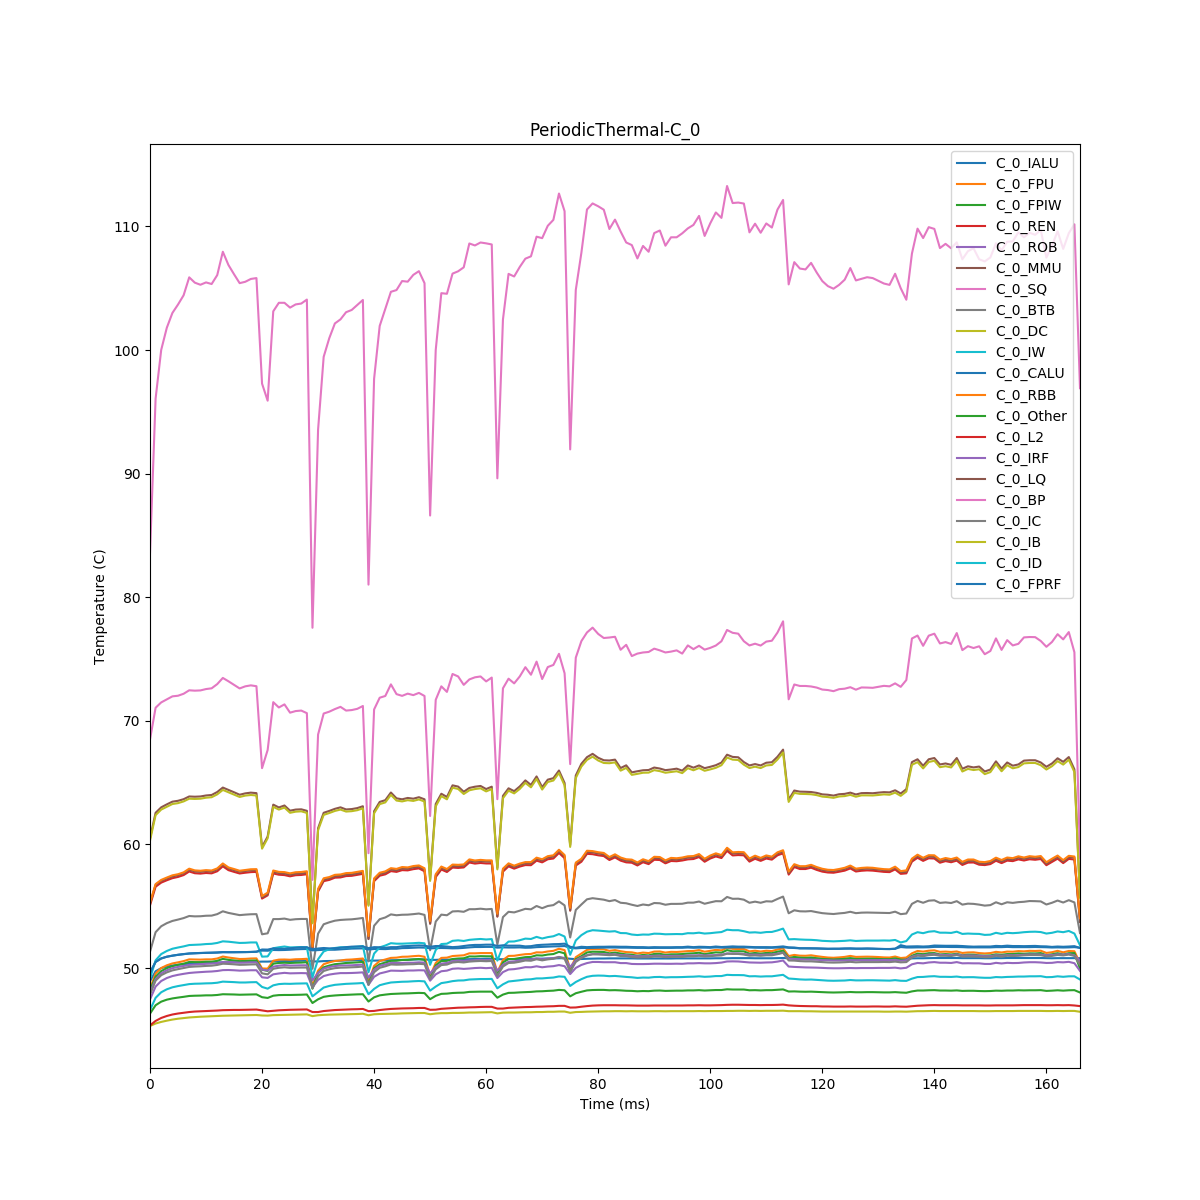 PeriodicThermal-C_0
C_0_IALU
C_0_FPU
C_0_FPIW
C_0_REN
C_0_ROB
C_0_MMU
C_0_SQ
C_0_BTB
C_0_DC
C_0_IW
C_0_CALU
C_0_RBB
C_0_Other
C_0_L2
C_0_IRF
C_0_LQ
C_0_BP
C_0_IC
C_0_IB
C_0_ID
C_0_FPRF
110
100
90
80
70
60
50
Temperature (C)
0 20 40 60 80 100 120 140 160
Time (ms)